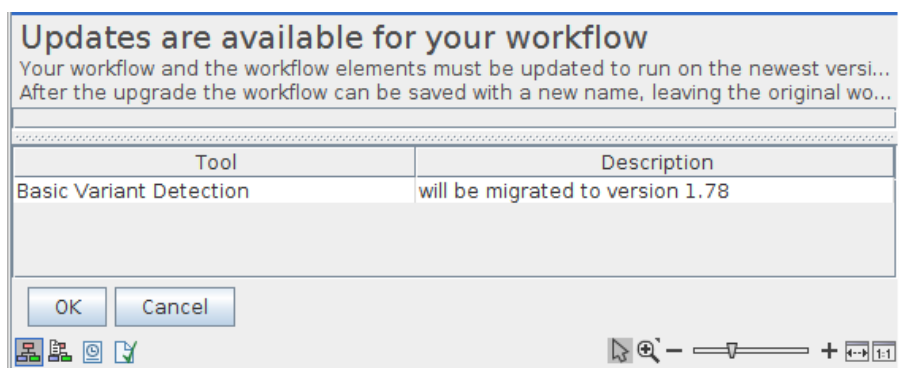 Updates are available for your workflow
Your workflow and the workflow elements must be updated to run on the newest versi...
After the upgrade the workflow can be saved with a new name, leaving the original wo...
Tool Description
Basic Variant Detection will be migrated to version 1.78
OK Cancel
1:1